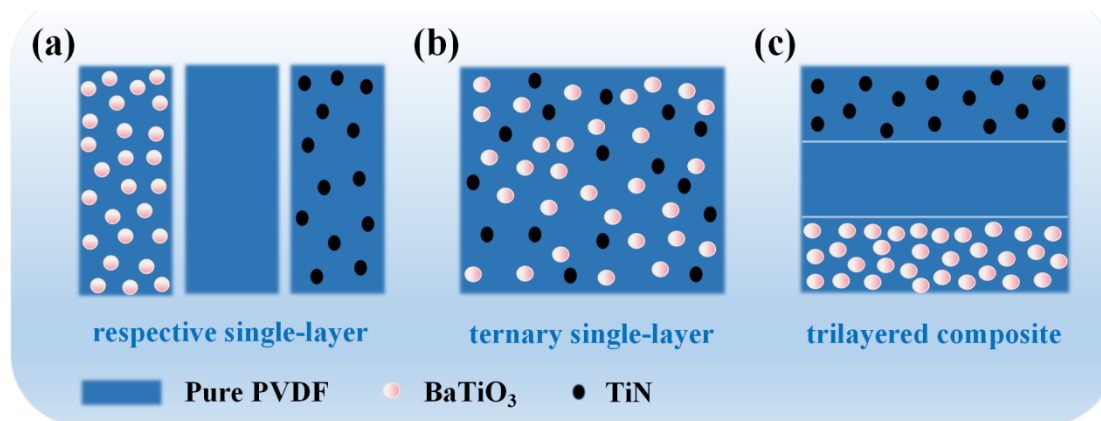 (a) (b) (c)
respective single-layer ternary single-layer trilayered composite
Pure PVDF BaTiO₃ TiN